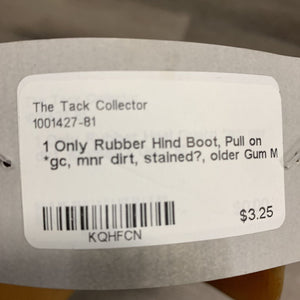 The Tack Collector
1001427-81
1 Only Rubber Hind Boot, Pull on
*gc, mnr dirt, stained?, older Gum M
$3.25
KQHFCN